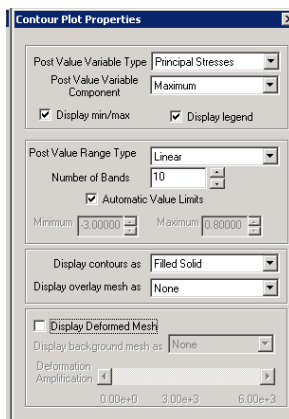 Contour Plot Properties
Post Value Variable Type Principal Stresses
Post Value Variable
Component Maximum
Display min/max Display legend
Post Value Range Type Linear
Number of Bands 10
Automatic Value Limits
Minimum -3.00000 Maximum 0.80000
Display contours as Filled Solid
Display overlay mesh as None
Display Deformed Mesh
Display background mesh as None
Deformation
Amplification
0.00e+0 3.00e+3 6.00e+3